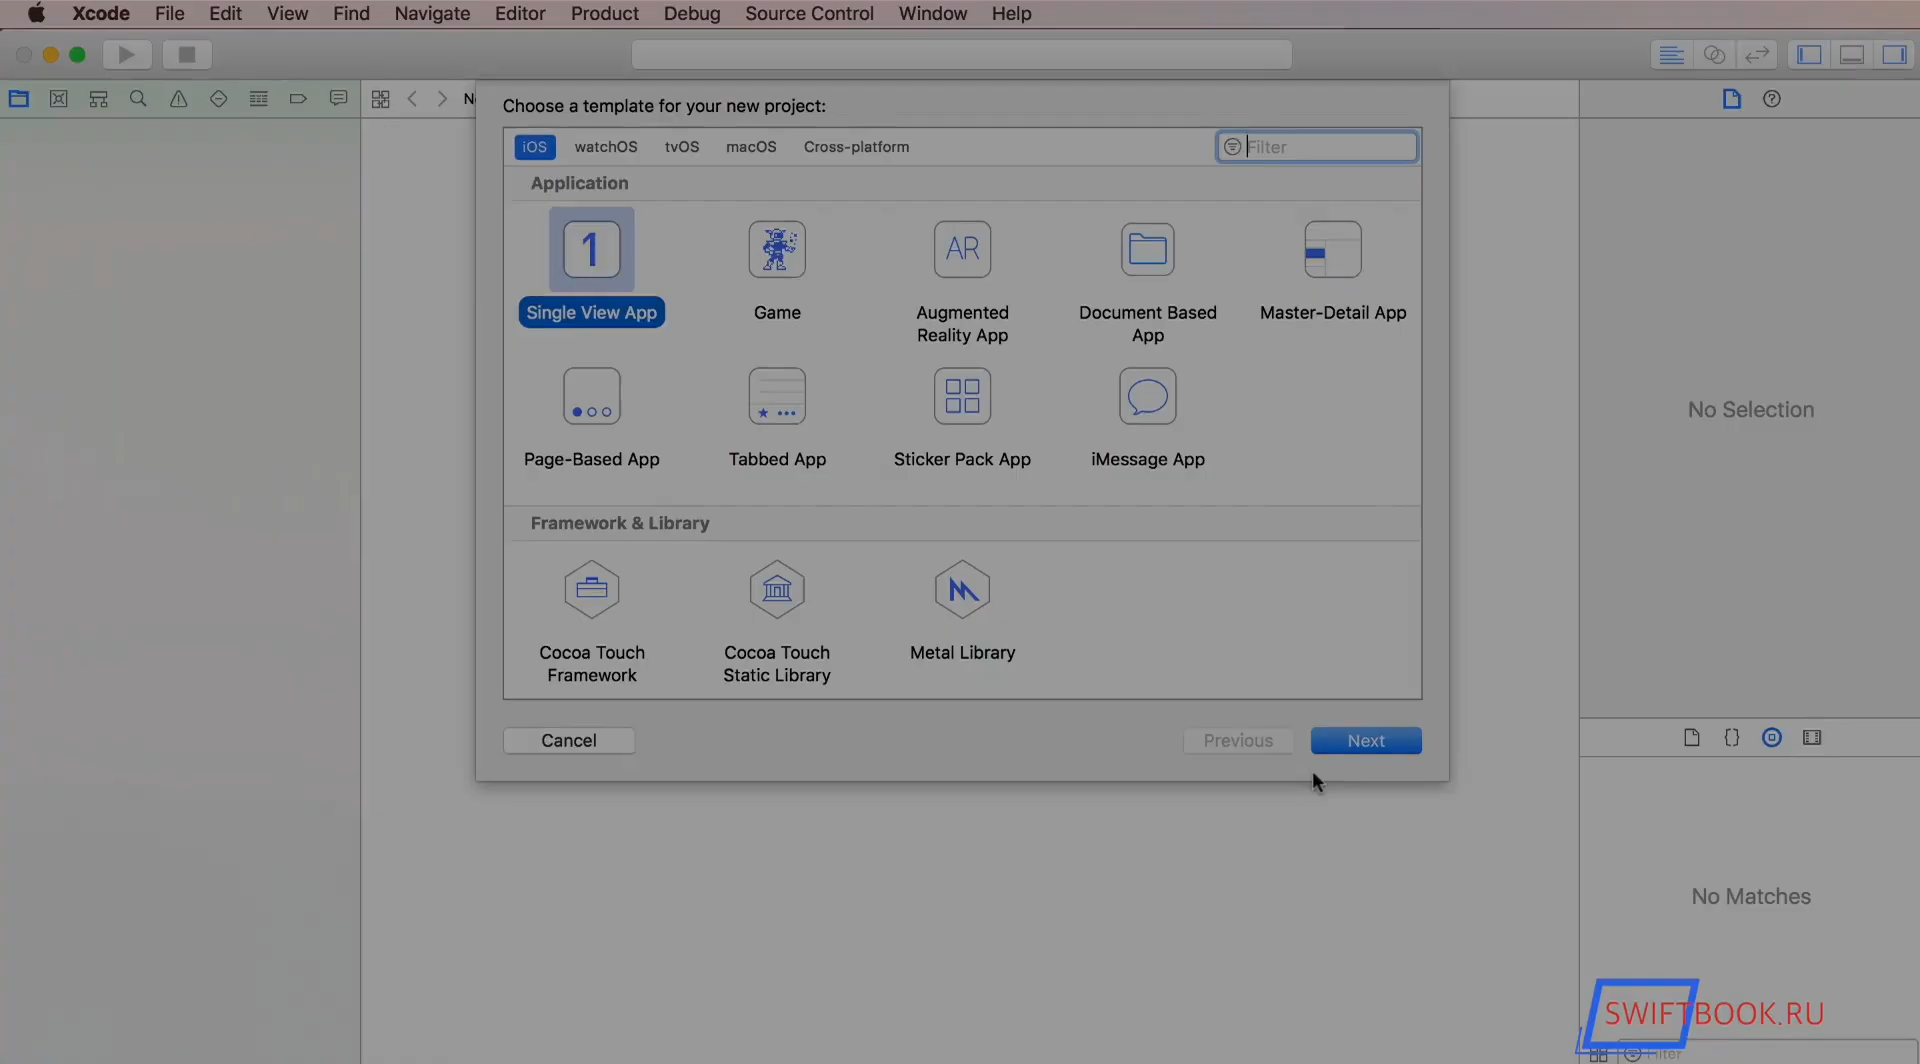 Xcode File Edit View Find Navigate Editor Product Debug Source Control Window Help
Choose a template for your new project:
iOS watchOS tvOS macOS Cross-platform Filter
Application
1 AR
Single View App Game Augmented Reality App Document Based App Master-Detail App
Page-Based App Tabbed App Sticker Pack App iMessage App
Framework & Library
Cocoa Touch Framework Cocoa Touch Static Library Metal Library
Cancel Previous Next
No Selection
{}
No Matches
SWIFTBOOK.RU
Filter